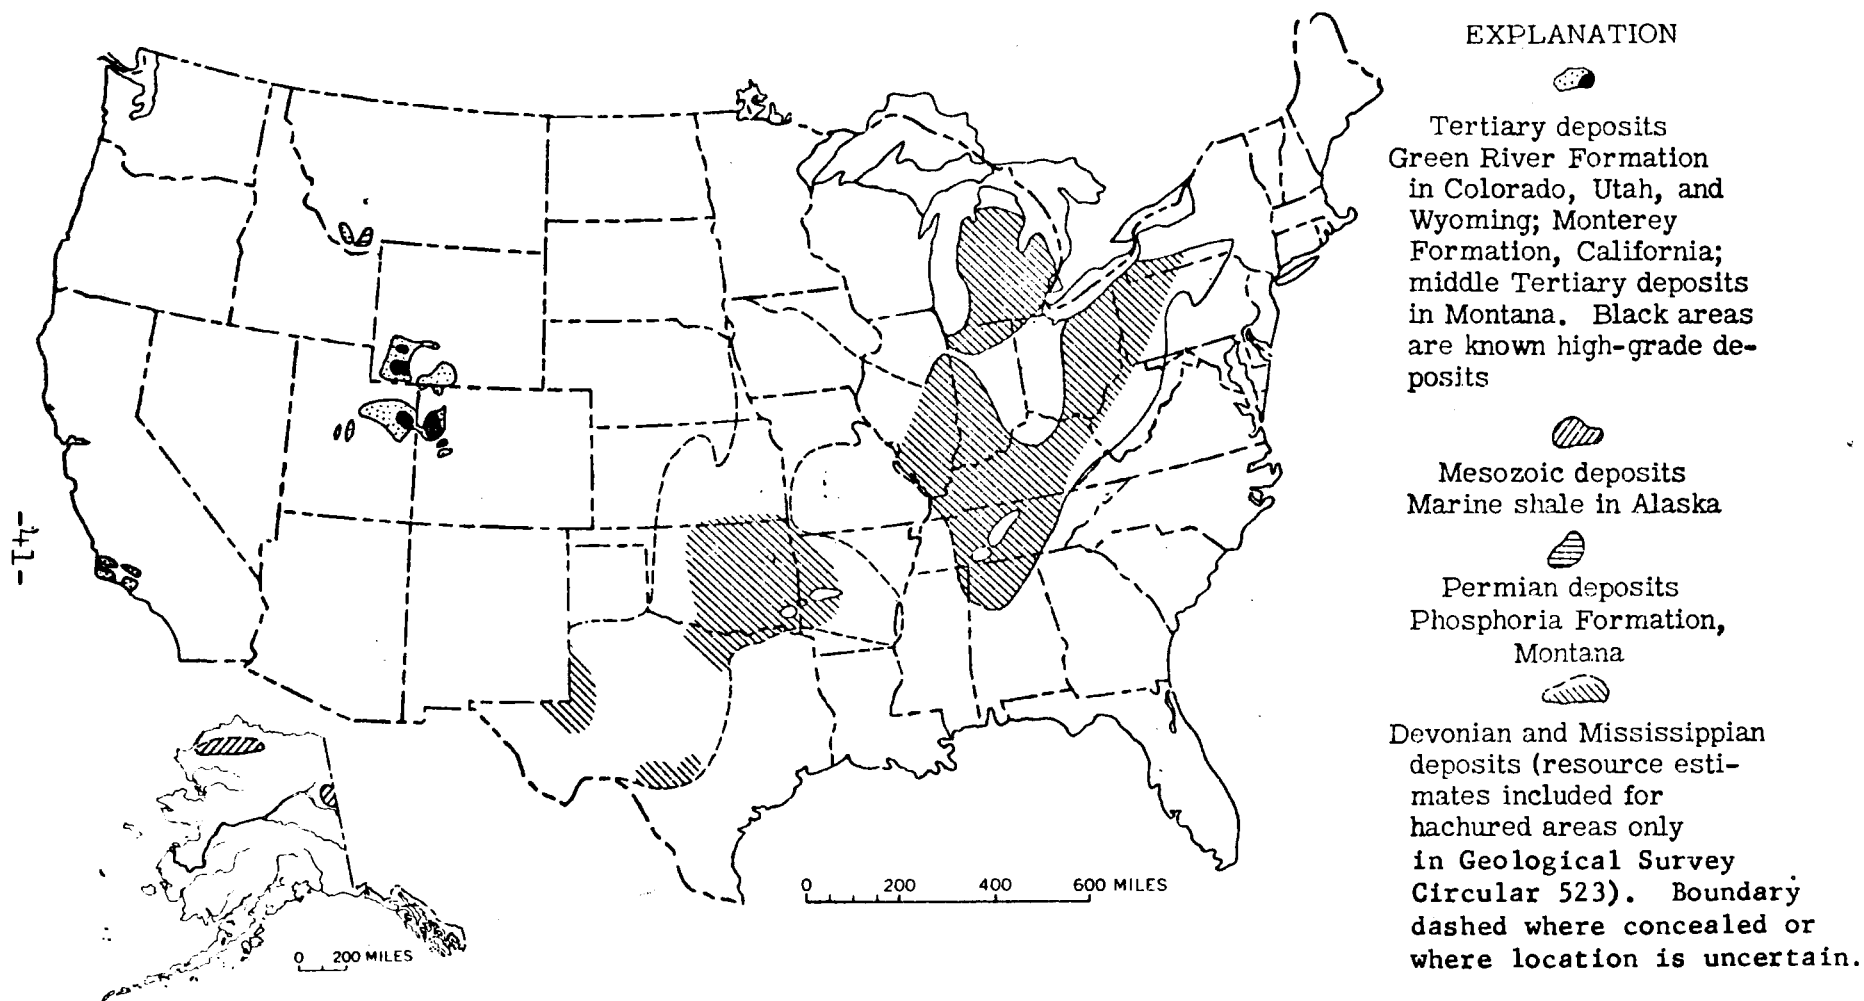 EXPLANATION
Tertiary deposits
Green River Formation
in Colorado, Utah, and
Wyoming; Monterey
Formation, California;
middle Tertiary deposits
in Montana. Black areas
are known high-grade de-
posits
Mesozoic deposits
Marine shale in Alaska
Permian deposits
Phosphoria Formation,
Montana
Devonian and Mississippian
deposits (resource esti-
mates included for
hachured areas only
in Geological Survey
Circular 523). Boundary
dashed where concealed or
where location is uncertain.
0 200 400 600 MILES
0 200 MILES
-41-